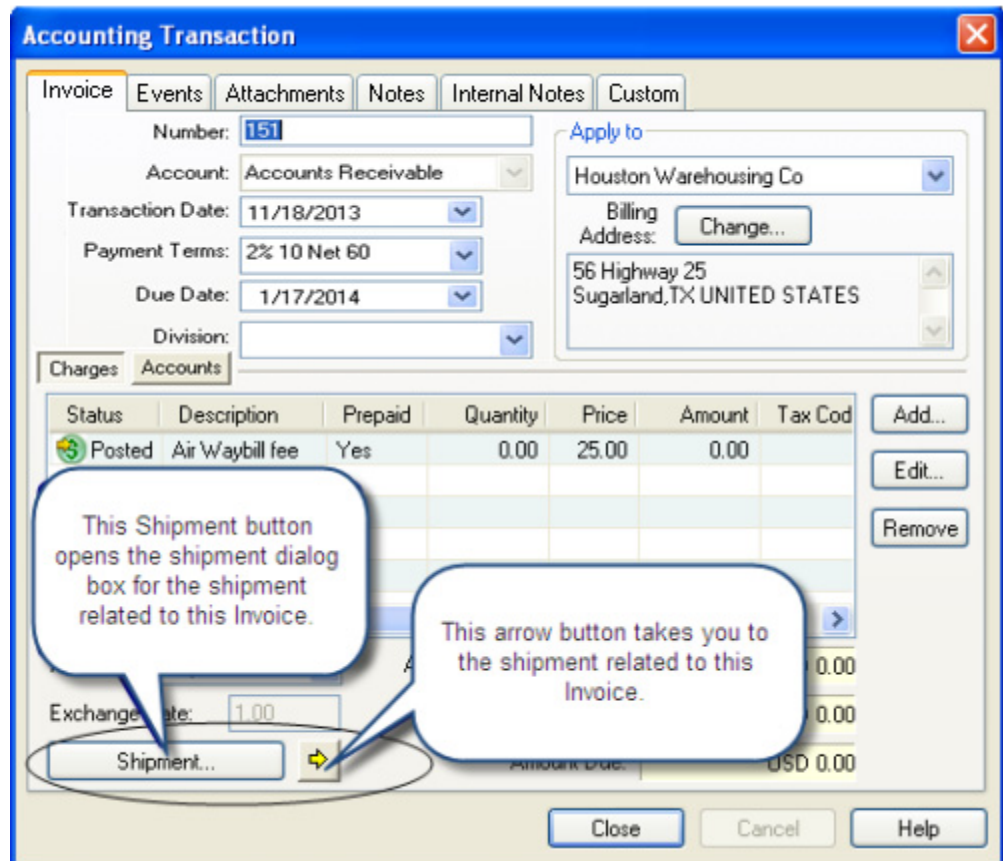 Accounting Transaction
Invoice Events Attachments Notes Internal Notes Custom
Number: 151
Account: Accounts Receivable
Transaction Date: 11/18/2013
Payment Terms: 2% 10 Net 60
Due Date: 1/17/2014
Division:
Apply to
Houston Warehousing Co
Billing
Address: Change...
56 Highway 25
Sugarland,TX UNITED STATES
Charges Accounts
Status Description Prepaid Quantity Price Amount Tax Cod
Posted Air Waybill fee Yes 0.00 25.00 0.00
Add...
Edit...
Remove
This Shipment button
opens the shipment dialog
box for the shipment
related to this Invoice.
This arrow button takes you to
the shipment related to this
Invoice.
0.00
Exchange 1.00 0.00
Shipment... Amount Due: USD 0.00
Close Cancel Help